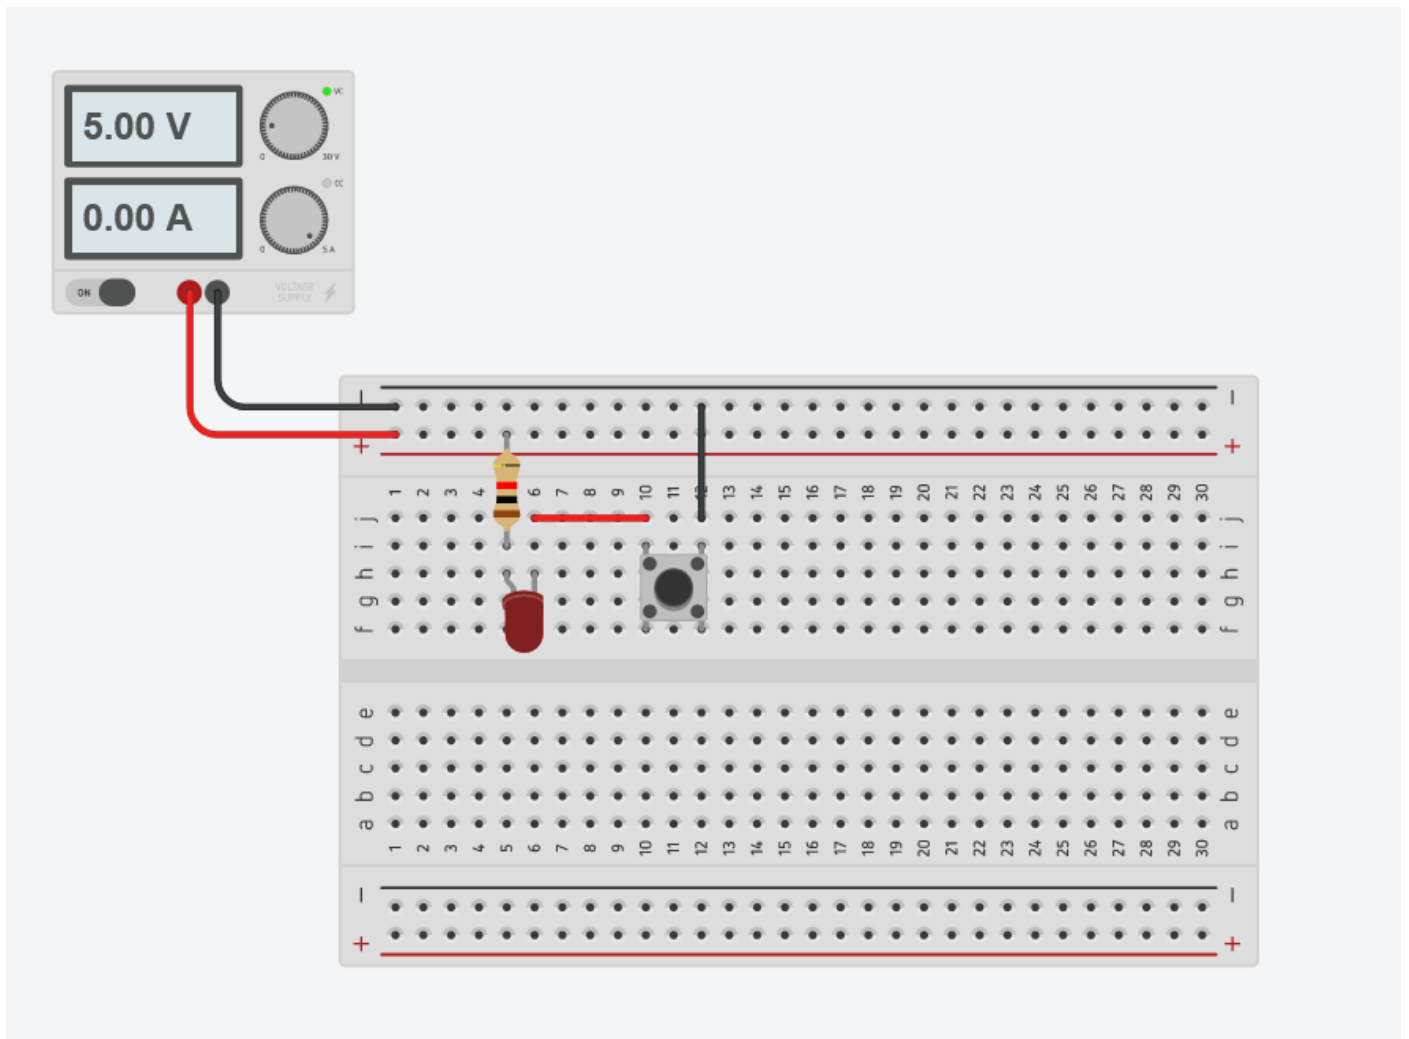 5.00 V
VC
0
30 V
0.00 A
CC
0
5 A
ON
VOLTAGE
SUPPLY
- -
+ +
1 2 3 4 6 7 8 9 10 11 13 14 15 16 17 18 19 20 21 22 23 24 25 26 27 28 29 30
j j
i i
h h
g g
f f
e e
d d
c c
b b
a a
1 2 3 4 5 6 7 8 9 10 11 12 13 14 15 16 17 18 19 20 21 22 23 24 25 26 27 28 29 30
- -
+ +